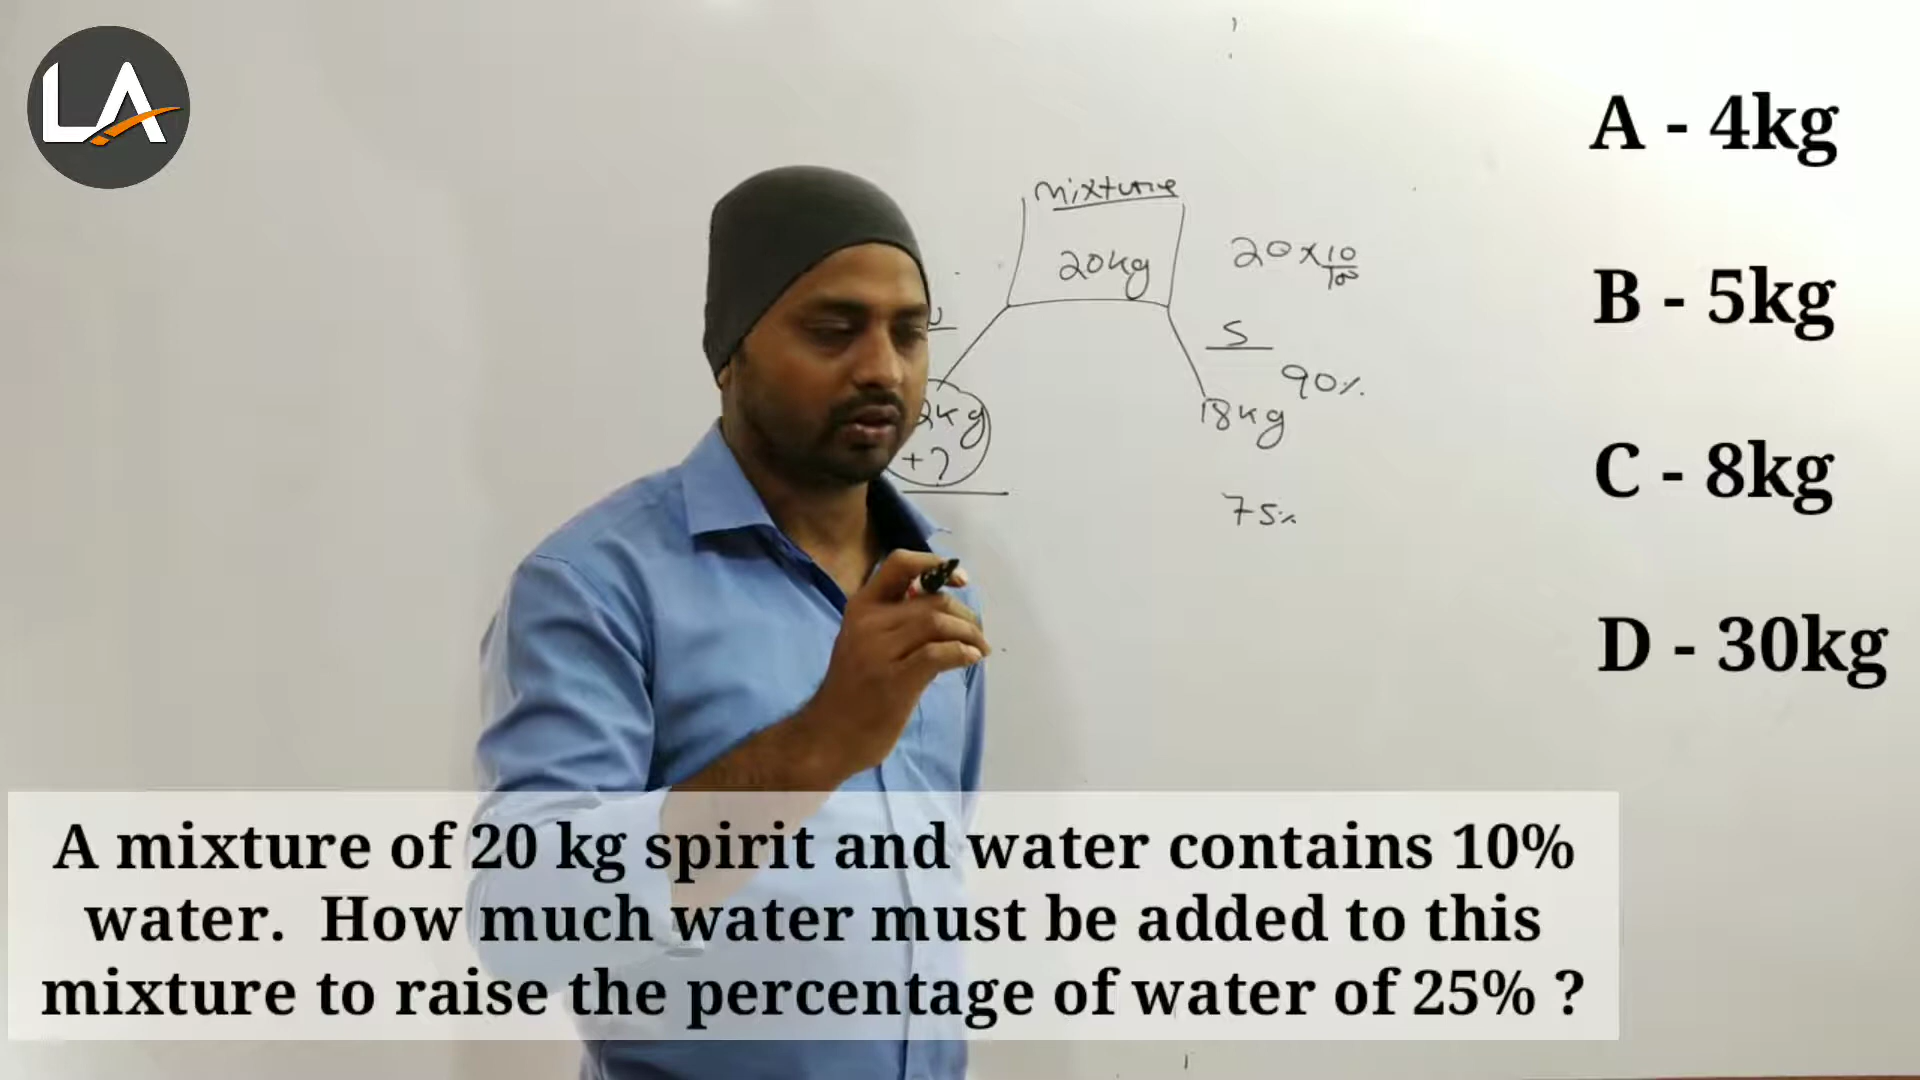 LA
A - 4kg
mixture
20kg
20 x 10/100
B - 5kg
S
90%
2kg
18kg
+?
C - 8kg
75%
D - 30kg
A mixture of 20 kg spirit and water contains 10%
water. How much water must be added to this
mixture to raise the percentage of water of 25% ?